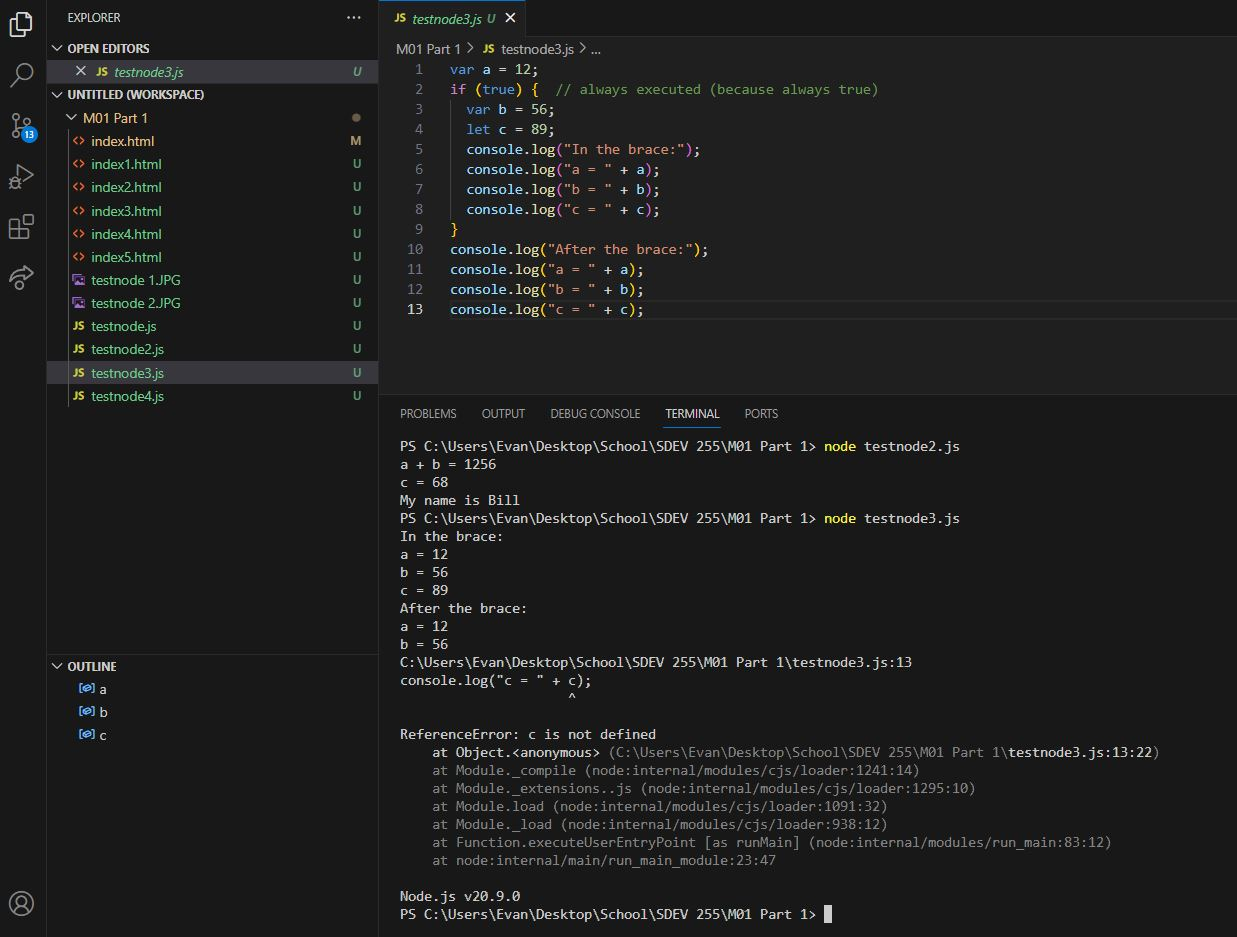 EXPLORER
OPEN EDITORS
JS testnode3.js U
UNTITLED (WORKSPACE)
M01 Part 1
index.html M
index1.html U
index2.html U
index3.html U
index4.html U
index5.html U
testnode 1.JPG U
testnode 2.JPG U
JS testnode.js U
JS testnode2.js U
JS testnode3.js U
JS testnode4.js U
13
OUTLINE
a
b
c
JS testnode3.js U
M01 Part 1 > JS testnode3.js > ...
1 var a = 12;
2 if (true) { // always executed (because always true)
3 var b = 56;
4 let c = 89;
5 console.log("In the brace:");
6 console.log("a = " + a);
7 console.log("b = " + b);
8 console.log("c = " + c);
9 }
10 console.log("After the brace:");
11 console.log("a = " + a);
12 console.log("b = " + b);
13 console.log("c = " + c);
PROBLEMS OUTPUT DEBUG CONSOLE TERMINAL PORTS
PS C:\Users\Evan\Desktop\School\SDEV 255\M01 Part 1> node testnode2.js
a + b = 1256
c = 68
My name is Bill
PS C:\Users\Evan\Desktop\School\SDEV 255\M01 Part 1> node testnode3.js
In the brace:
a = 12
b = 56
c = 89
After the brace:
a = 12
b = 56
C:\Users\Evan\Desktop\School\SDEV 255\M01 Part 1\testnode3.js:13
console.log("c = " + c);
^
ReferenceError: c is not defined
at Object.<anonymous> (C:\Users\Evan\Desktop\School\SDEV 255\M01 Part 1\testnode3.js:13:22)
at Module._compile (node:internal/modules/cjs/loader:1241:14)
at Module._extensions..js (node:internal/modules/cjs/loader:1295:10)
at Module.load (node:internal/modules/cjs/loader:1091:32)
at Module._load (node:internal/modules/cjs/loader:938:12)
at Function.executeUserEntryPoint [as runMain] (node:internal/modules/run_main:83:12)
at node:internal/main/run_main_module:23:47
Node.js v20.9.0
PS C:\Users\Evan\Desktop\School\SDEV 255\M01 Part 1>